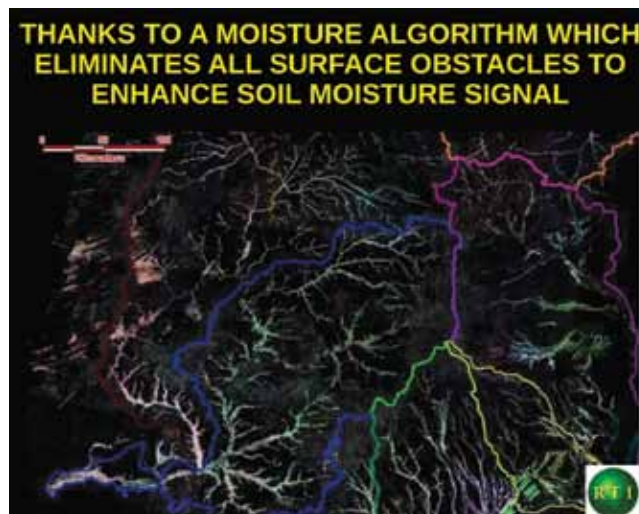 THANKS TO A MOISTURE ALGORITHM WHICH
ELIMINATES ALL SURFACE OBSTACLES TO
ENHANCE SOIL MOISTURE SIGNAL
RTI